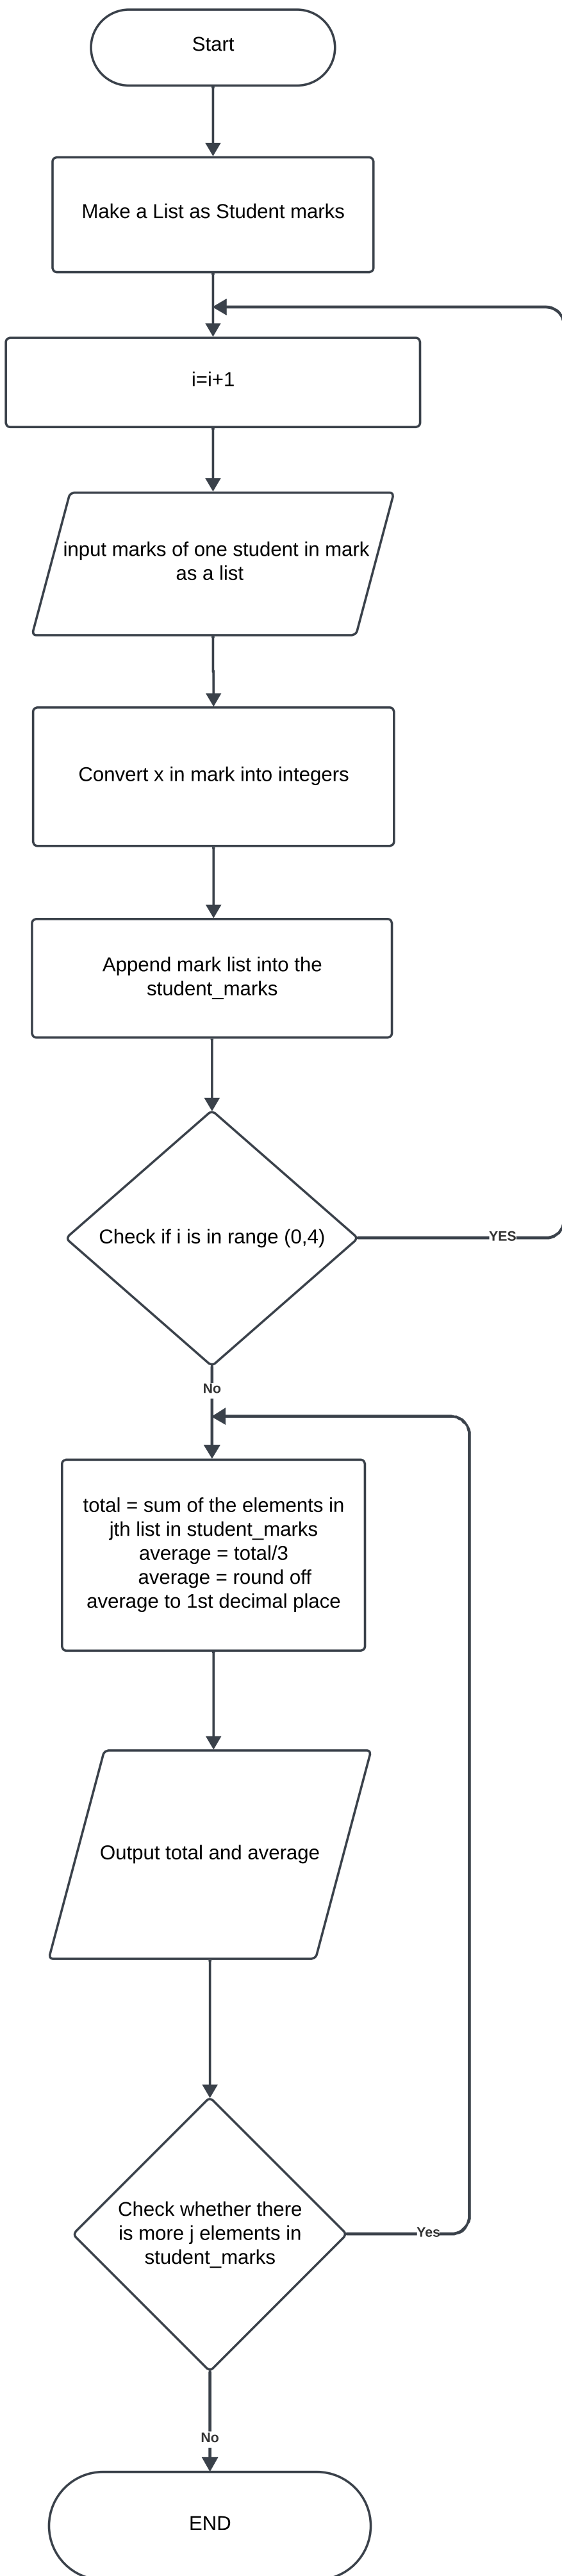 Start
Make a List as Student marks
i=i+1
input marks of one student in mark
as a list
Convert x in mark into integers
Append mark list into the
student_marks
Check if i is in range (0,4)
YES
No
total = sum of the elements in
jth list in student_marks
average = total/3
average = round off
average to 1st decimal place
Output total and average
Check whether there
is more j elements in
student_marks
Yes
No
END